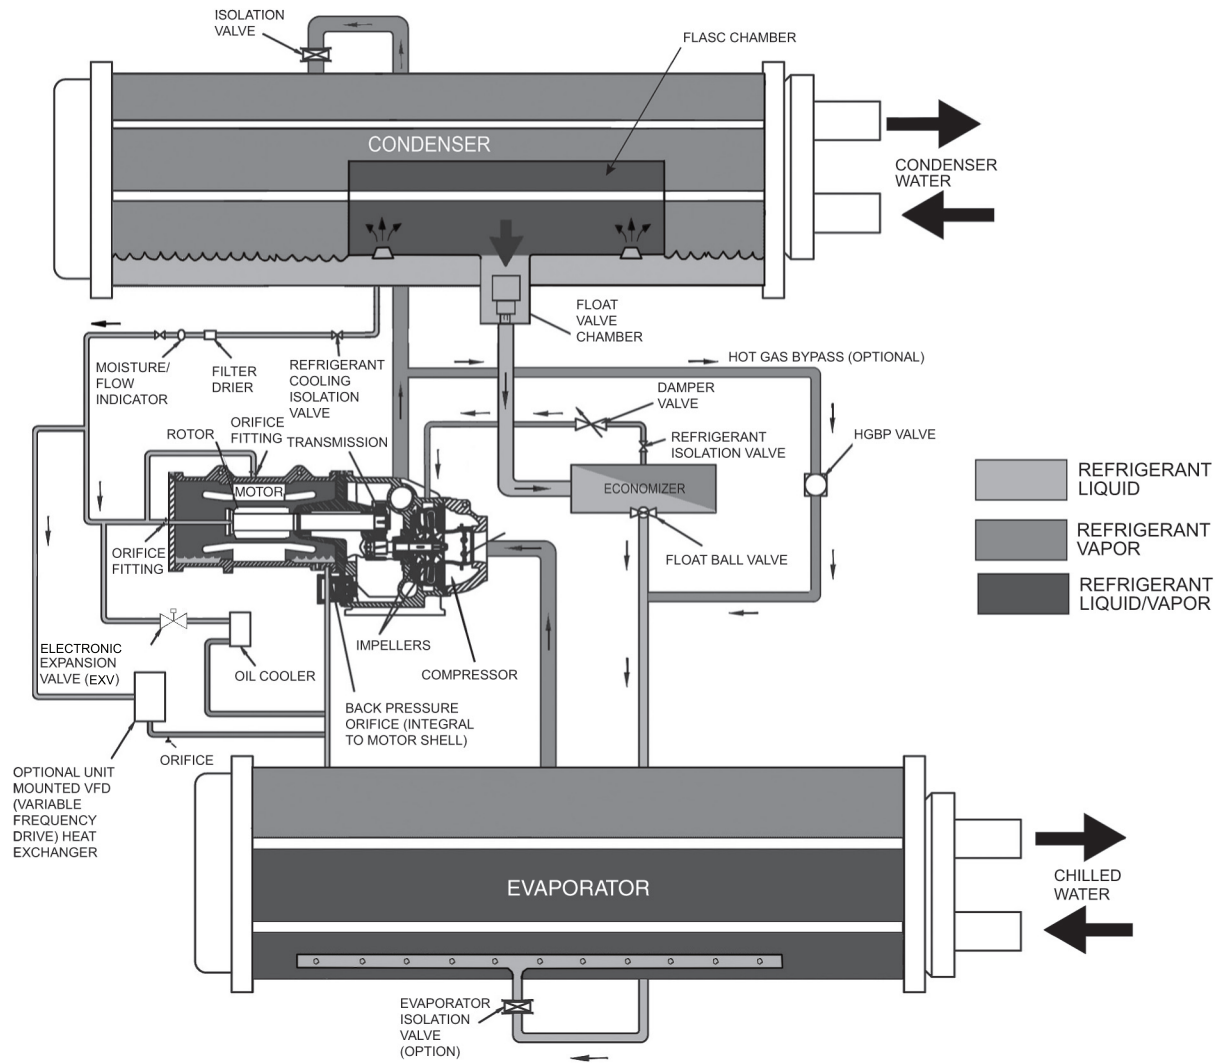 ISOLATION
VALVE
FLASC CHAMBER
CONDENSER
CONDENSER
WATER
FLOAT
VALVE
CHAMBER
MOISTURE/
FLOW
INDICATOR
FILTER
DRIER
REFRIGERANT
COOLING
ISOLATION
VALVE
HOT GAS BYPASS (OPTIONAL)
DAMPER
VALVE
ORIFICE
FITTING
ROTOR
TRANSMISSION
REFRIGERANT
ISOLATION VALVE
HGBP VALVE
MOTOR
ECONOMIZER
REFRIGERANT
LIQUID
REFRIGERANT
VAPOR
REFRIGERANT
LIQUID/VAPOR
ORIFICE
FITTING
FLOAT BALL VALVE
IMPELLERS
COMPRESSOR
ELECTRONIC
EXPANSION
VALVE (EXV)
OIL COOLER
BACK PRESSURE
ORIFICE (INTEGRAL
TO MOTOR SHELL)
ORIFICE
OPTIONAL UNIT
MOUNTED VFD
(VARIABLE
FREQUENCY
DRIVE) HEAT
EXCHANGER
EVAPORATOR
CHILLED
WATER
EVAPORATOR
ISOLATION
VALVE
(OPTION)